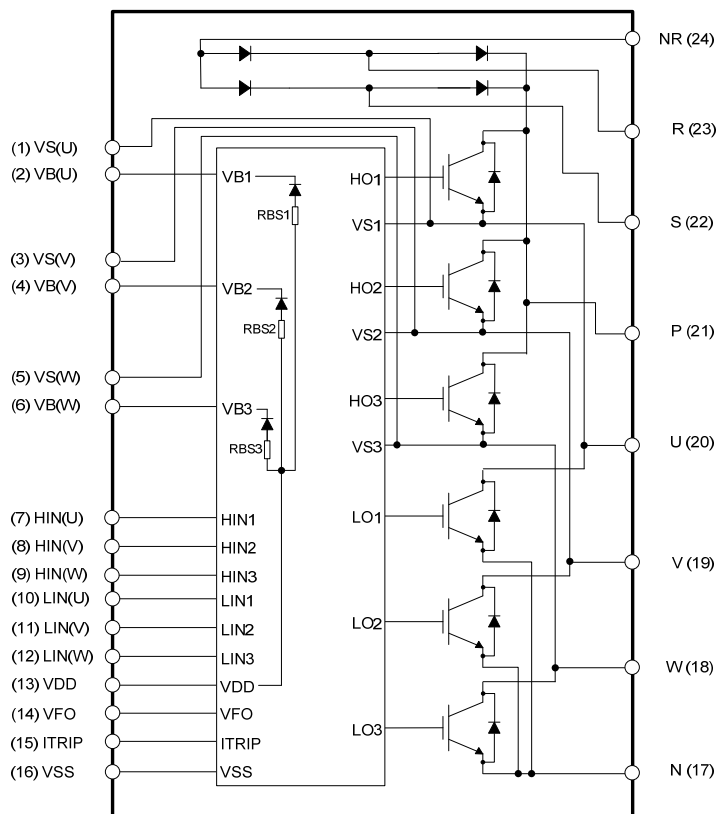 (1) VS(U)
(2) VB(U)
(3) VS(V)
(4) VB(V)
(5) VS(W)
(6) VB(W)
(7) HIN(U)
(8) HIN(V)
(9) HIN(W)
(10) LIN(U)
(11) LIN(V)
(12) LIN(W)
(13) VDD
(14) VFO
(15) ITRIP
(16) VSS
VB1
RBS1
VB2
RBS2
VB3
RBS3
HIN1
HIN2
HIN3
LIN1
LIN2
LIN3
VDD
VFO
ITRIP
VSS
HO1
VS1
HO2
VS2
HO3
VS3
LO1
LO2
LO3
NR (24)
R (23)
S (22)
P (21)
U (20)
V (19)
W (18)
N (17)